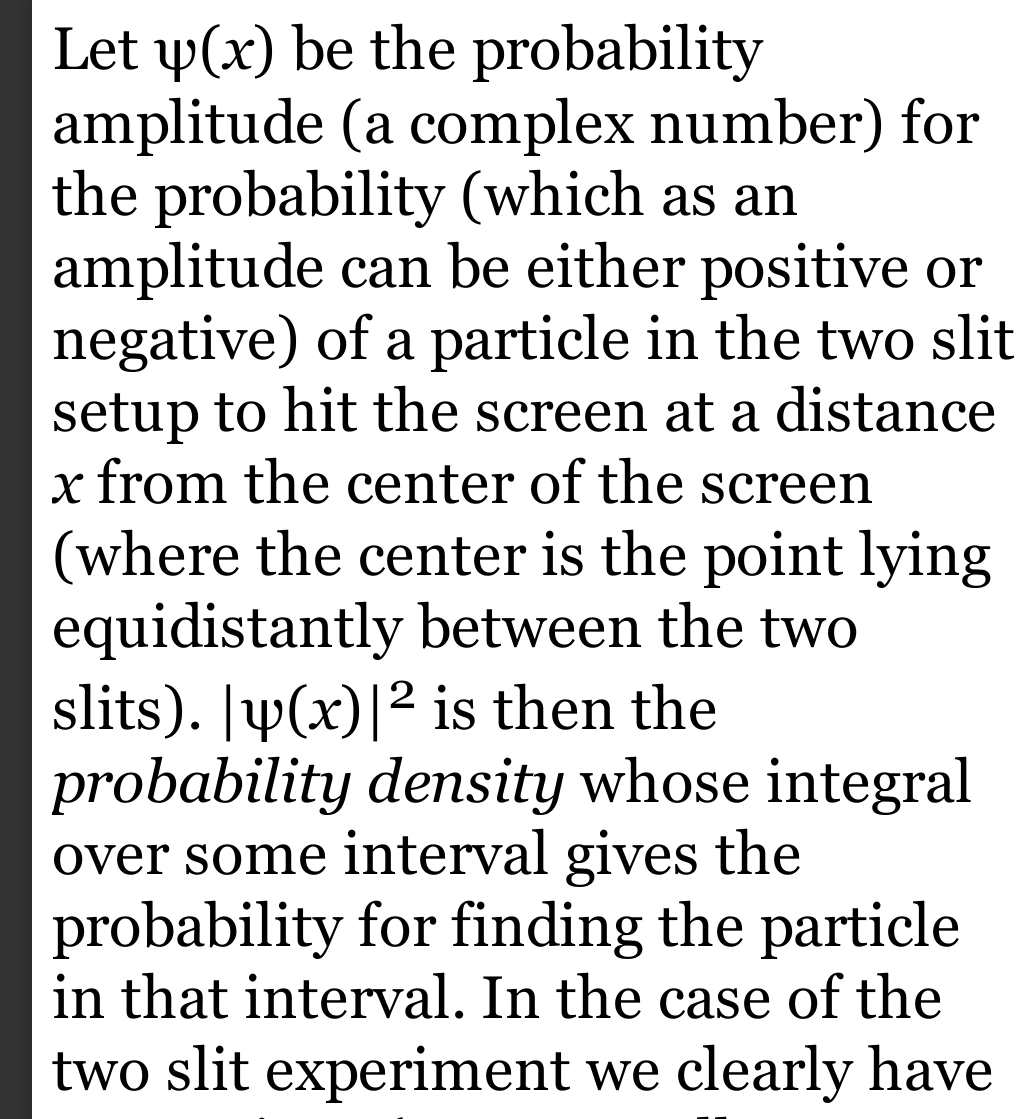 Let ψ(x) be the probability
amplitude (a complex number) for
the probability (which as an
amplitude can be either positive or
negative) of a particle in the two slit
setup to hit the screen at a distance
x from the center of the screen
(where the center is the point lying
equidistantly between the two
slits). |ψ(x)|² is then the
probability density whose integral
over some interval gives the
probability for finding the particle
in that interval. In the case of the
two slit experiment we clearly have